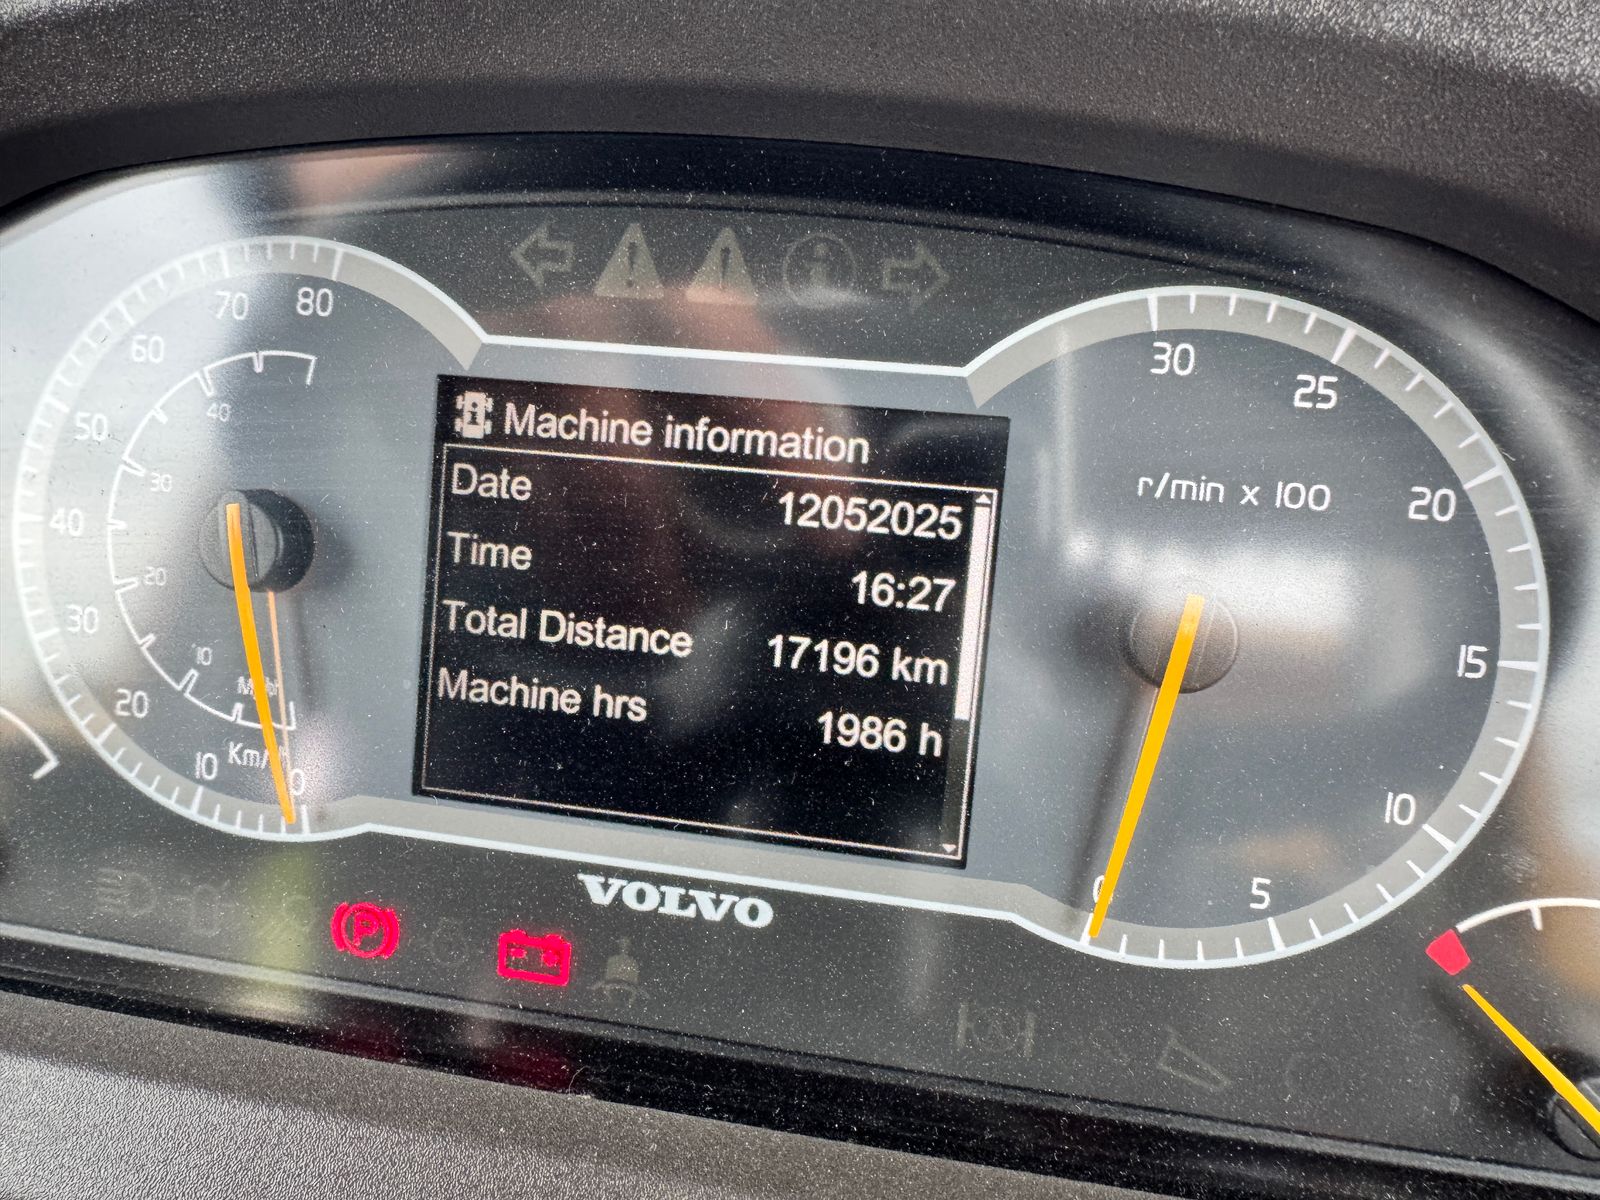 Machine information
Date
12052025
Time
16:27
Total Distance
17196 km
Machine hrs
1986 h
80
70
60
50
40
30
20
10
0
40
30
20
10
Km/h
30
25
20
15
10
5
0
r/min x 100
VOLVO
P